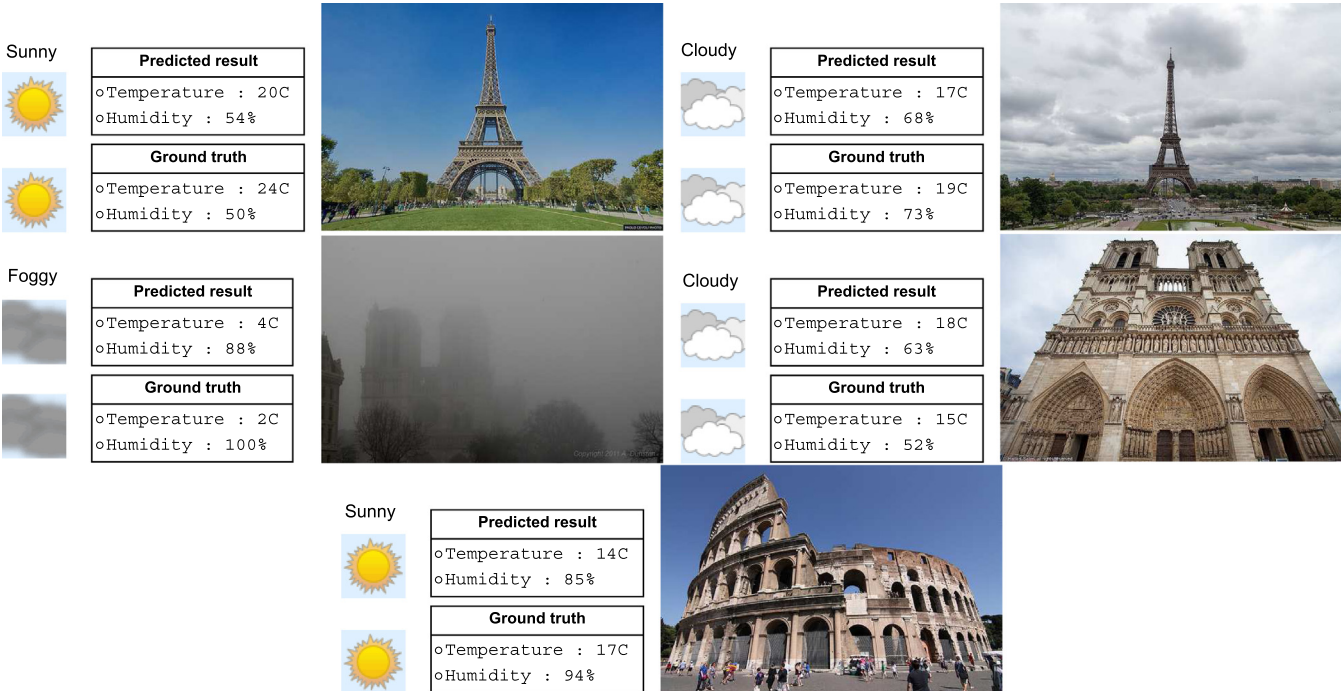 Sunny
Predicted result
Temperature : 20C
Humidity : 54%
Ground truth
Temperature : 24C
Humidity : 50%
Cloudy
Predicted result
Temperature : 17C
Humidity : 68%
Ground truth
Temperature : 19C
Humidity : 73%
Foggy
Predicted result
Temperature : 4C
Humidity : 88%
Ground truth
Temperature : 2C
Humidity : 100%
Cloudy
Predicted result
Temperature : 18C
Humidity : 63%
Ground truth
Temperature : 15C
Humidity : 52%
Sunny
Predicted result
Temperature : 14C
Humidity : 85%
Ground truth
Temperature : 17C
Humidity : 94%